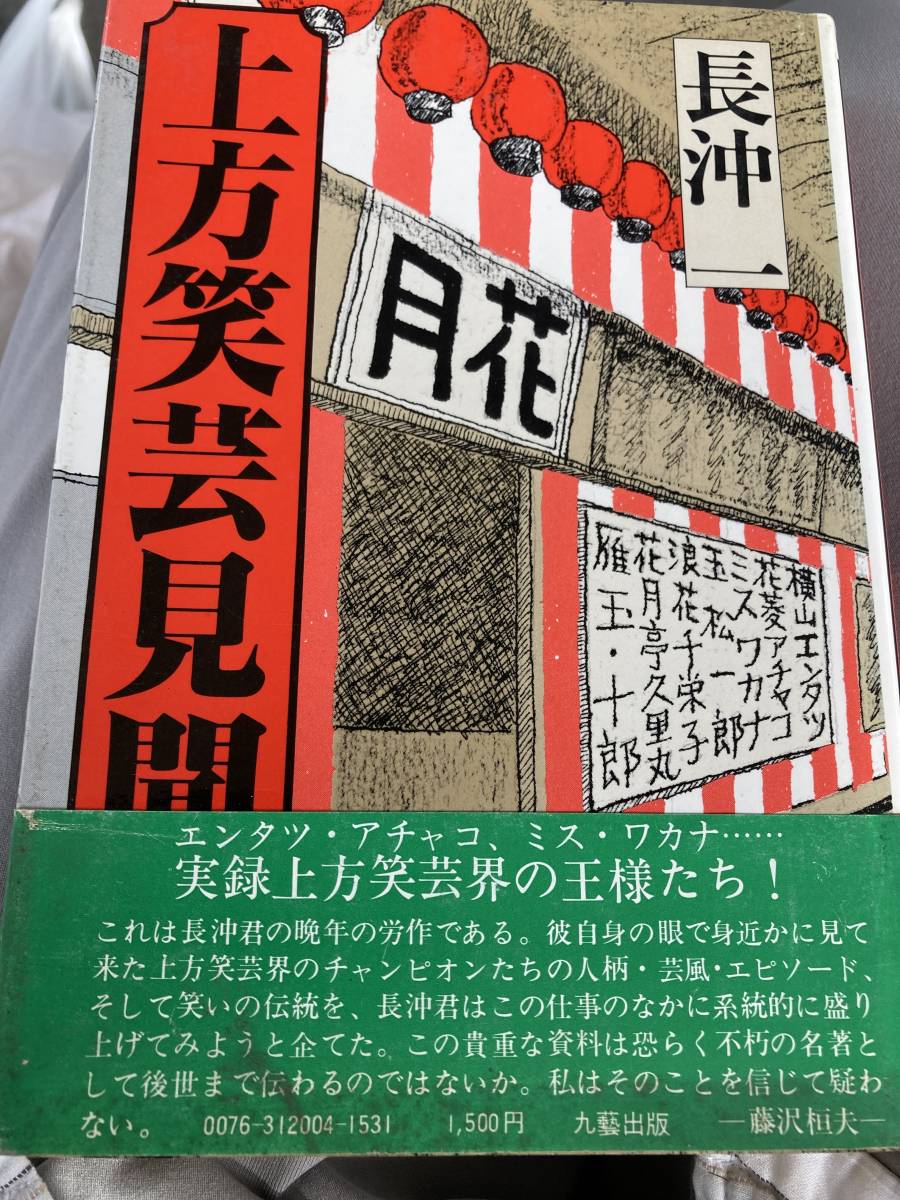 長沖一
上方笑芸見聞
花月
横山エンタツ
花菱アチャコ
ミスワカナ
玉松一郎
浪花千栄子
花月亭久里丸
雁玉・十郎
エンタツ・アチャコ、ミス・ワカナ……
実録上方笑芸界の王様たち!
これは長沖君の晩年の労作である。彼自身の眼で身近かに見て
来た上方笑芸界のチャンピオンたちの人柄・芸風・エピソード、
そして笑いの伝統を、長沖君はこの仕事のなかに系統的に盛り
上げてみようと企てた。この貴重な資料は恐らく不朽の名著と
して後世まで伝わるのではないか。私はそのことを信じて疑わ
ない。 0076-312004-1531 1,500円 九藝出版 —藤沢桓夫—